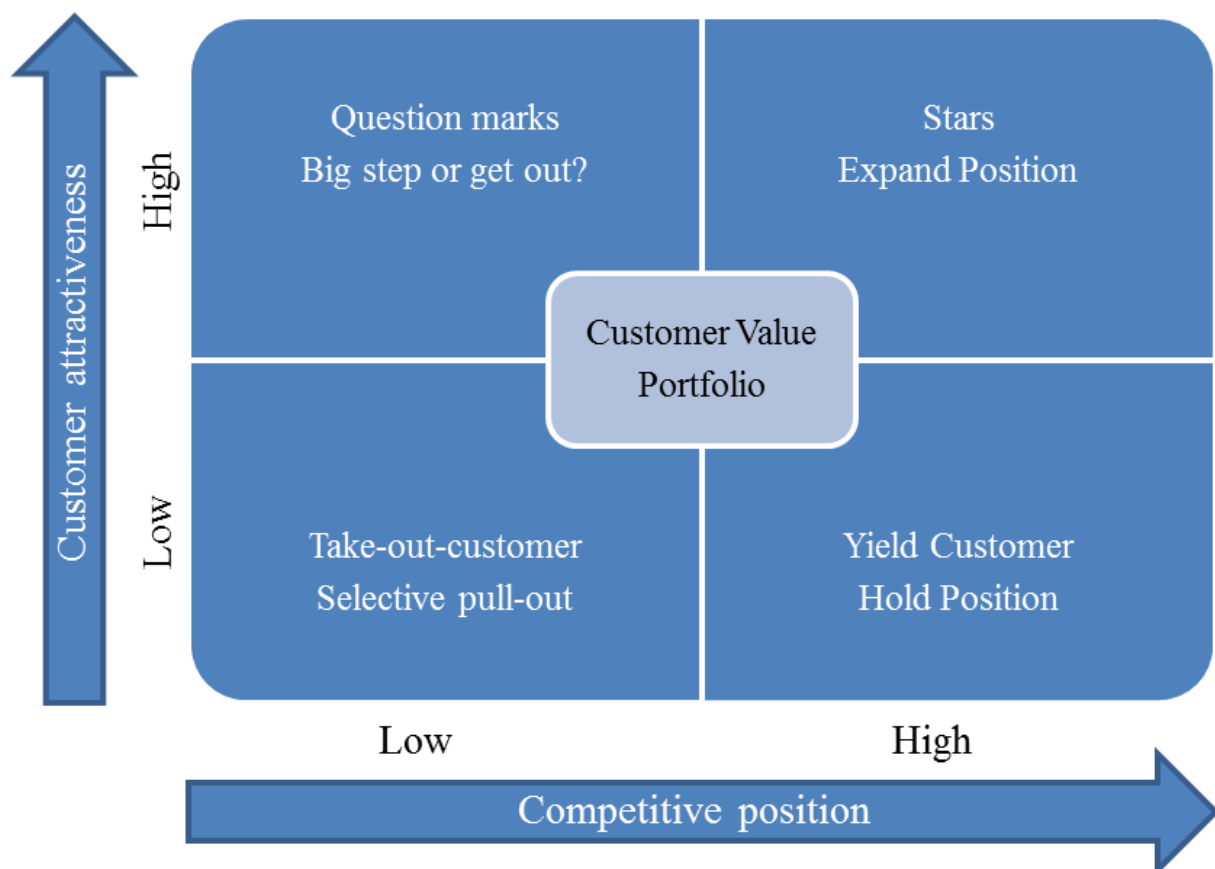 Customer attractiveness
High
Low
Question marks
Big step or get out?
Stars
Expand Position
Customer Value
Portfolio
Take-out-customer
Selective pull-out
Yield Customer
Hold Position
Low
High
Competitive position